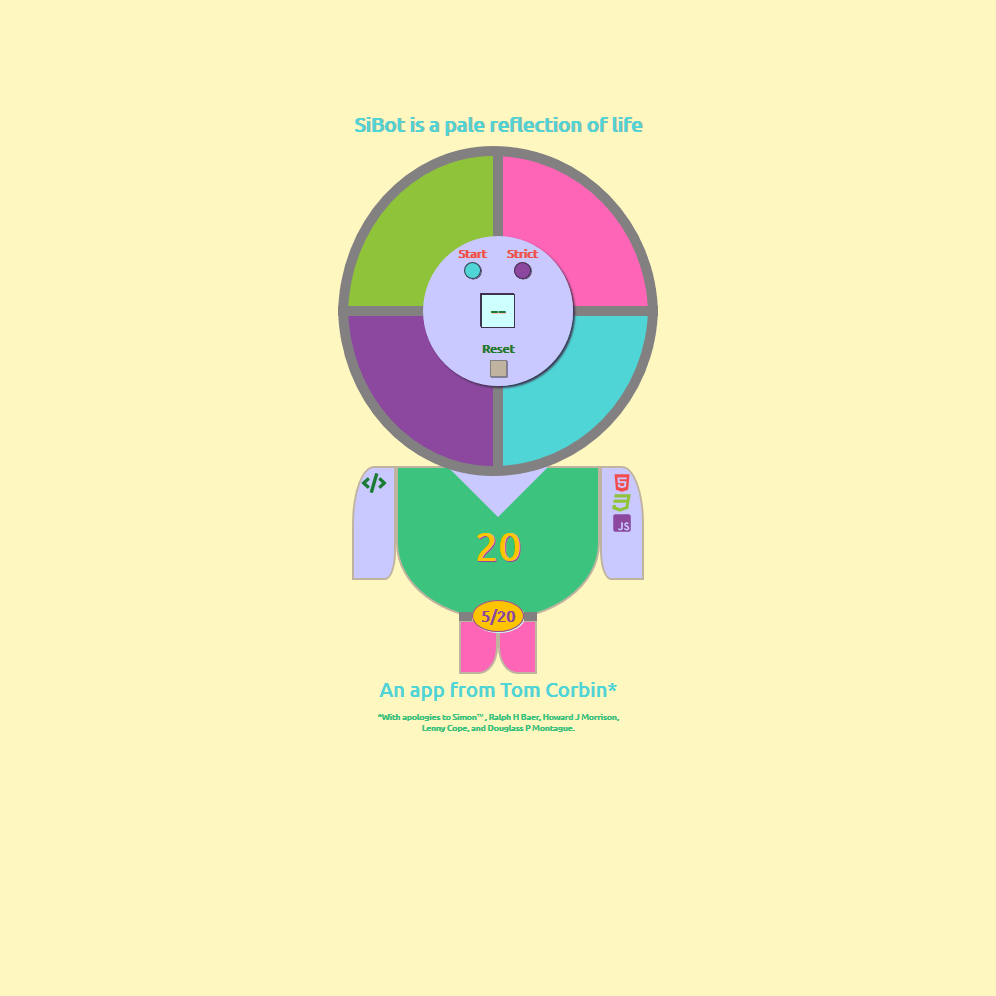 SiBot is a pale reflection of life
Start Strict
--
Reset
</>
5
JS
20
5/20
An app from Tom Corbin*
*With apologies to Simon™ , Ralph H Baer, Howard J Morrison,
Lenny Cope, and Douglass P Montague.